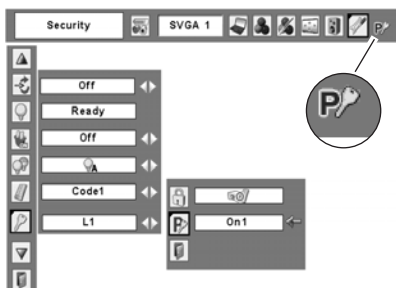 Security SVGA 1 P
P
Off
Ready
Off
A
Code1
L1
P On1